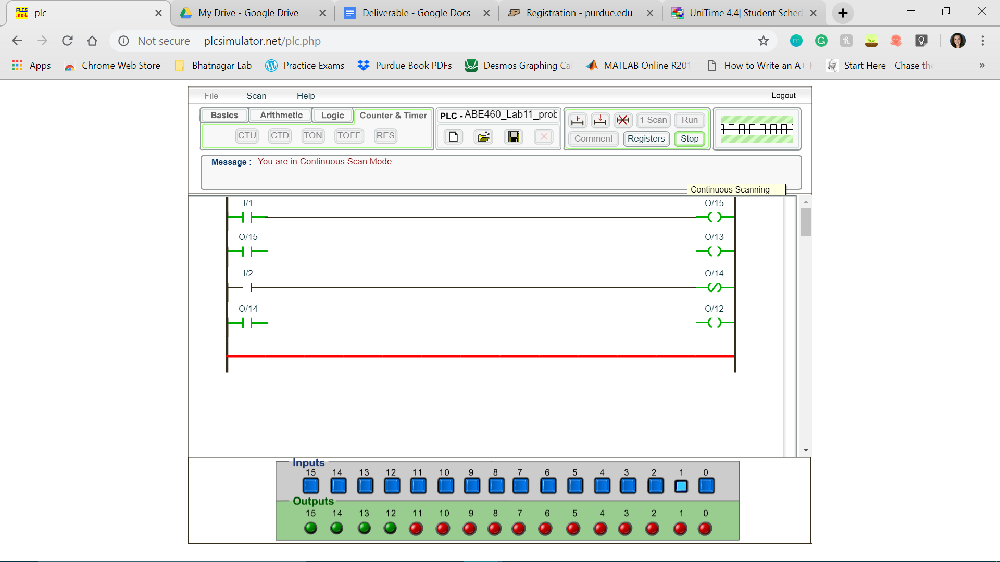 plc
My Drive - Google Drive
Deliverable - Google Docs
Registration - purdue.edu
UniTime 4.4| Student Sched
Not secure
plcsimulator.net/plc.php
Apps
Chrome Web Store
Bhatnagar Lab
Practice Exams
Purdue Book PDFs
Desmos Graphing Ca
MATLAB Online R201
How to Write an A+
Start Here - Chase the
»
File Scan Help Logout
Basics Arithmetic Logic Counter & Timer
PLC - ABE460_Lab11_prob
1 Scan Run
CTU CTD TON TOFF RES
Comment Registers Stop
Message : You are in Continuous Scan Mode
Continuous Scanning
I/1 O/15
O/15 O/13
I/2 O/14
O/14 O/12
Inputs
15 14 13 12 11 10 9 8 7 6 5 4 3 2 1 0
Outputs
15 14 13 12 11 10 9 8 7 6 5 4 3 2 1 0